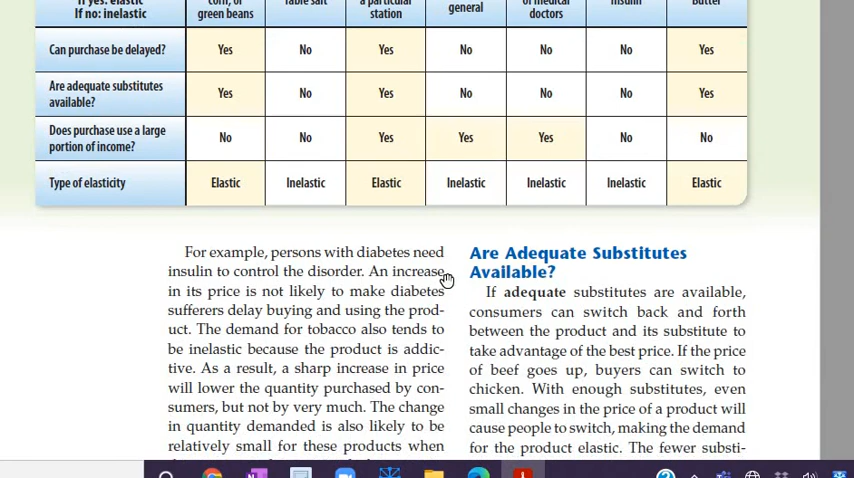 If yes: elastic
If no: inelastic
corn, or
green beans
Table salt
a particular
station
general
of medical
doctors
Insulin
Butter
Can purchase be delayed? Yes No Yes No No No Yes
Are adequate substitutes
available? Yes No Yes No No No Yes
Does purchase use a large
portion of income? No No Yes Yes Yes No No
Type of elasticity Elastic Inelastic Elastic Inelastic Inelastic Inelastic Elastic
For example, persons with diabetes need
insulin to control the disorder. An increase
in its price is not likely to make diabetes
sufferers delay buying and using the prod-
uct. The demand for tobacco also tends to
be inelastic because the product is addic-
tive. As a result, a sharp increase in price
will lower the quantity purchased by con-
sumers, but not by very much. The change
in quantity demanded is also likely to be
relatively small for these products when
Are Adequate Substitutes
Available?
If adequate substitutes are available,
consumers can switch back and forth
between the product and its substitute to
take advantage of the best price. If the price
of beef goes up, buyers can switch to
chicken. With enough substitutes, even
small changes in the price of a product will
cause people to switch, making the demand
for the product elastic. The fewer substi-